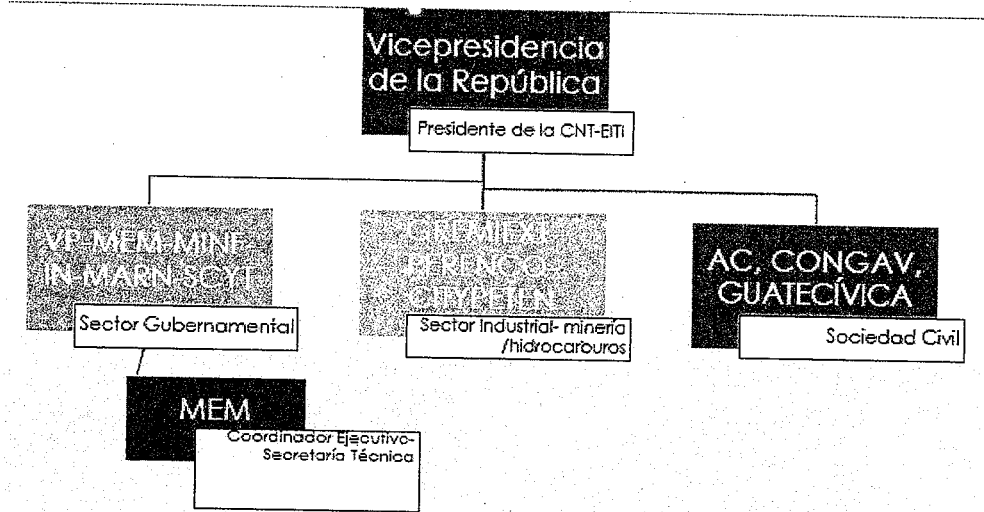 Vicepresidencia
de la República
Presidente de la CNT-EITI
VP-MEM-MINF-
IN-MARN-SCYT
Sector Gubernamental
GREMIEXT-
PERENCO-
CITYPETEN
Sector Industrial- minería
/hidrocarburos
AC, CONGAV,
GUATECÍVICA
Sociedad Civil
MEM
Coordinador Ejecutivo-
Secretaría Técnica